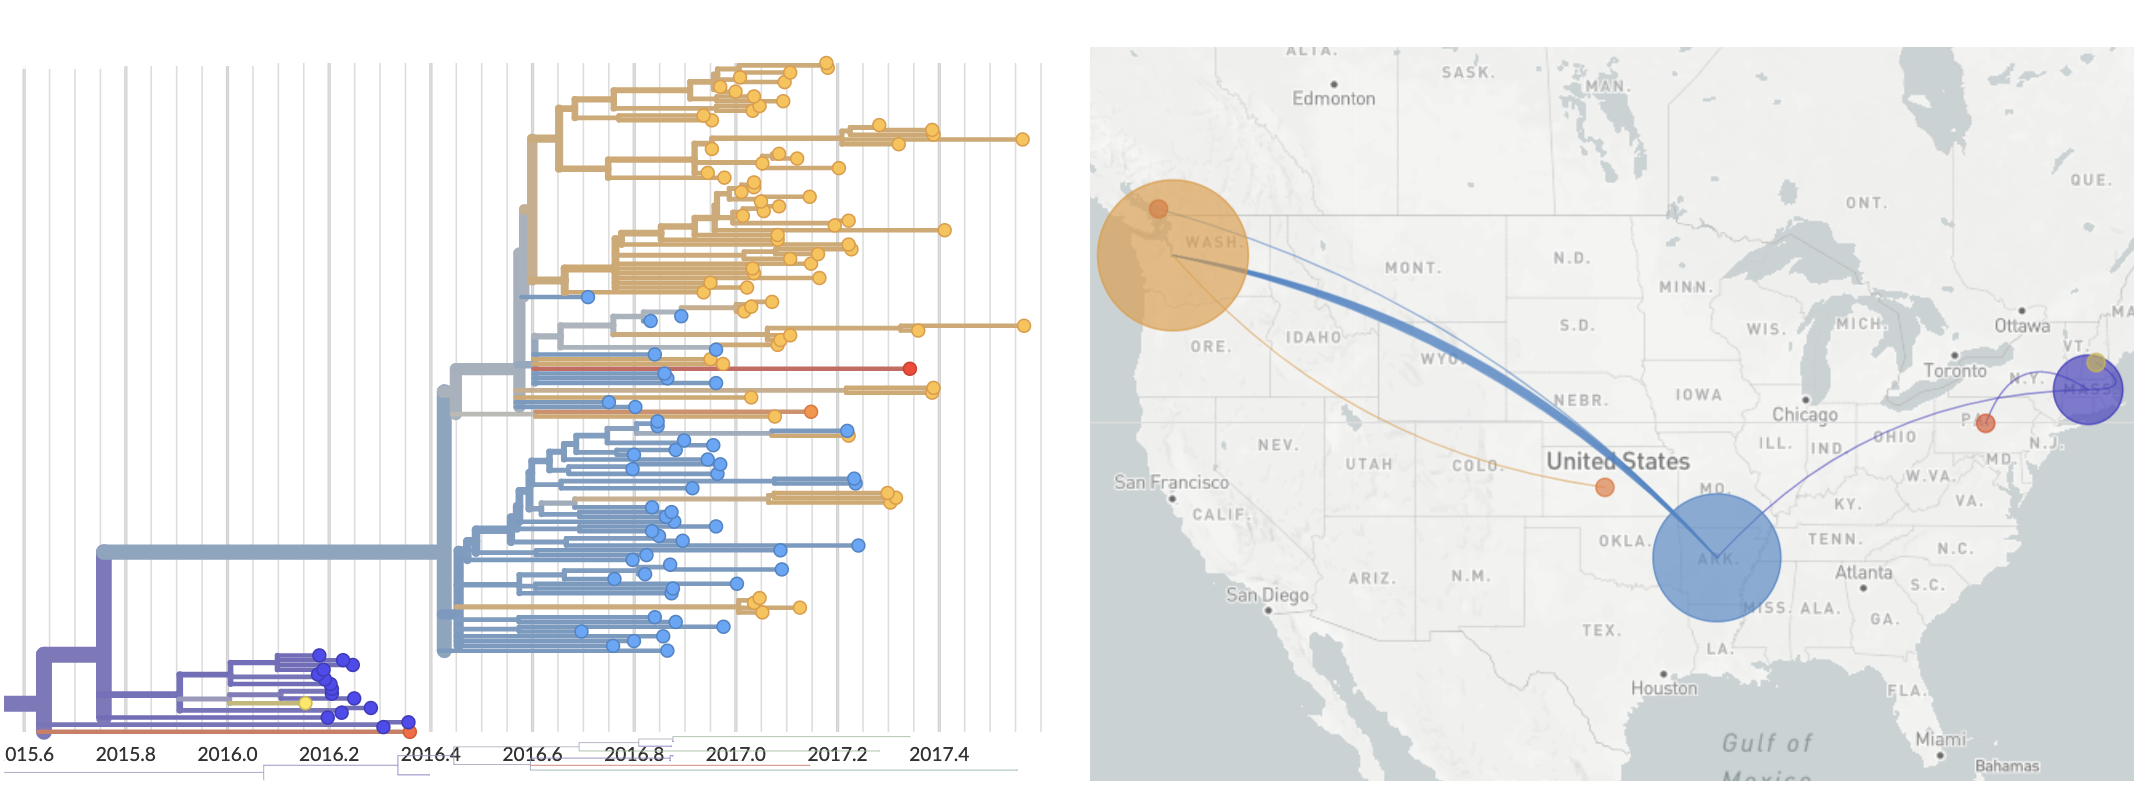 015.6 2015.8 2016.0 2016.2 2016.4 2016.6 2016.8 2017.0 2017.2 2017.4
ALTA.
SASK.
MAN.
Edmonton
QUE.
ONT.
WASH.
MONT.
N.D.
MINN.
Ottawa
MA
ORE.
IDAHO
S.D.
WIS.
MICH.
VT.
WYO.
Toronto
N.Y.
MASS.
NEBR.
IOWA
Chicago
PA.
OHIO
N.J.
NEV.
UTAH
COLO.
United States
ILL.
IND
MD.
San Francisco
MO.
W.VA.
CALIF.
KY.
VA.
OKLA.
TENN.
N.C.
ARK.
ARIZ.
N.M.
Atlanta
S.C.
San Diego
MISS.
ALA.
GA.
TEX.
LA.
Houston
FLA.
Gulf of
Mexico
Miami
Bahamas